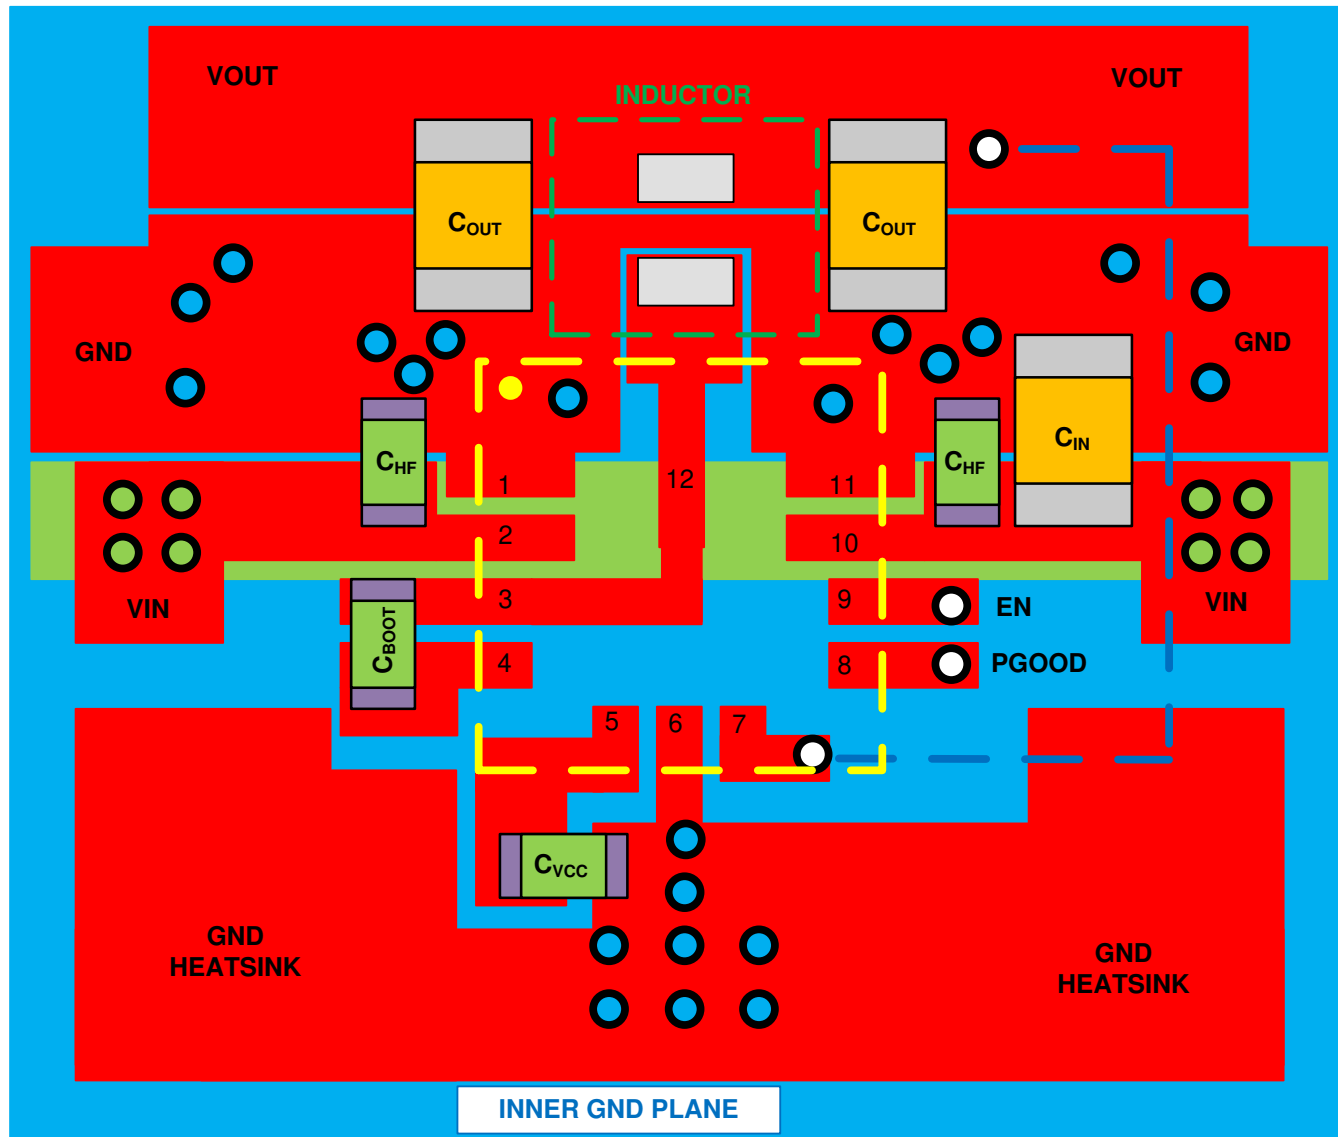 VOUT
VOUT
INDUCTOR
COUT
COUT
GND
GND
CIN
CHF
CHF
1
12
11
2
10
VIN
VIN
3
9
EN
CBOOT
4
8
PGOOD
5
6
7
CVCC
GND
HEATSINK
GND
HEATSINK
INNER GND PLANE